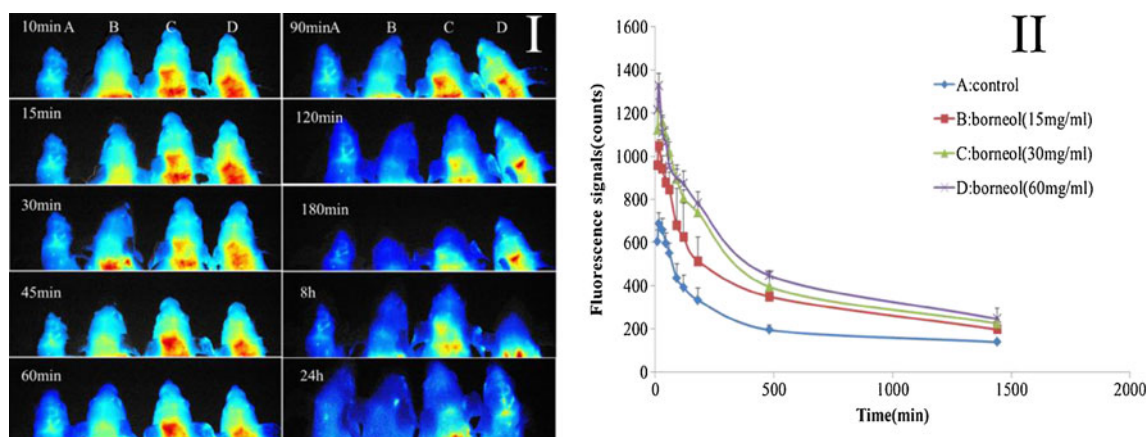 I
10min A B C D
15min
30min
45min
60min
90minA B C D
120min
180min
8h
24h
II
Fluorescence signals(counts)
1600
1400
1200
1000
800
600
400
200
0
0 500 1000 1500 2000
Time(min)
A:control
B:borneol(15mg/ml)
C:borneol(30mg/ml)
D:borneol(60mg/ml)